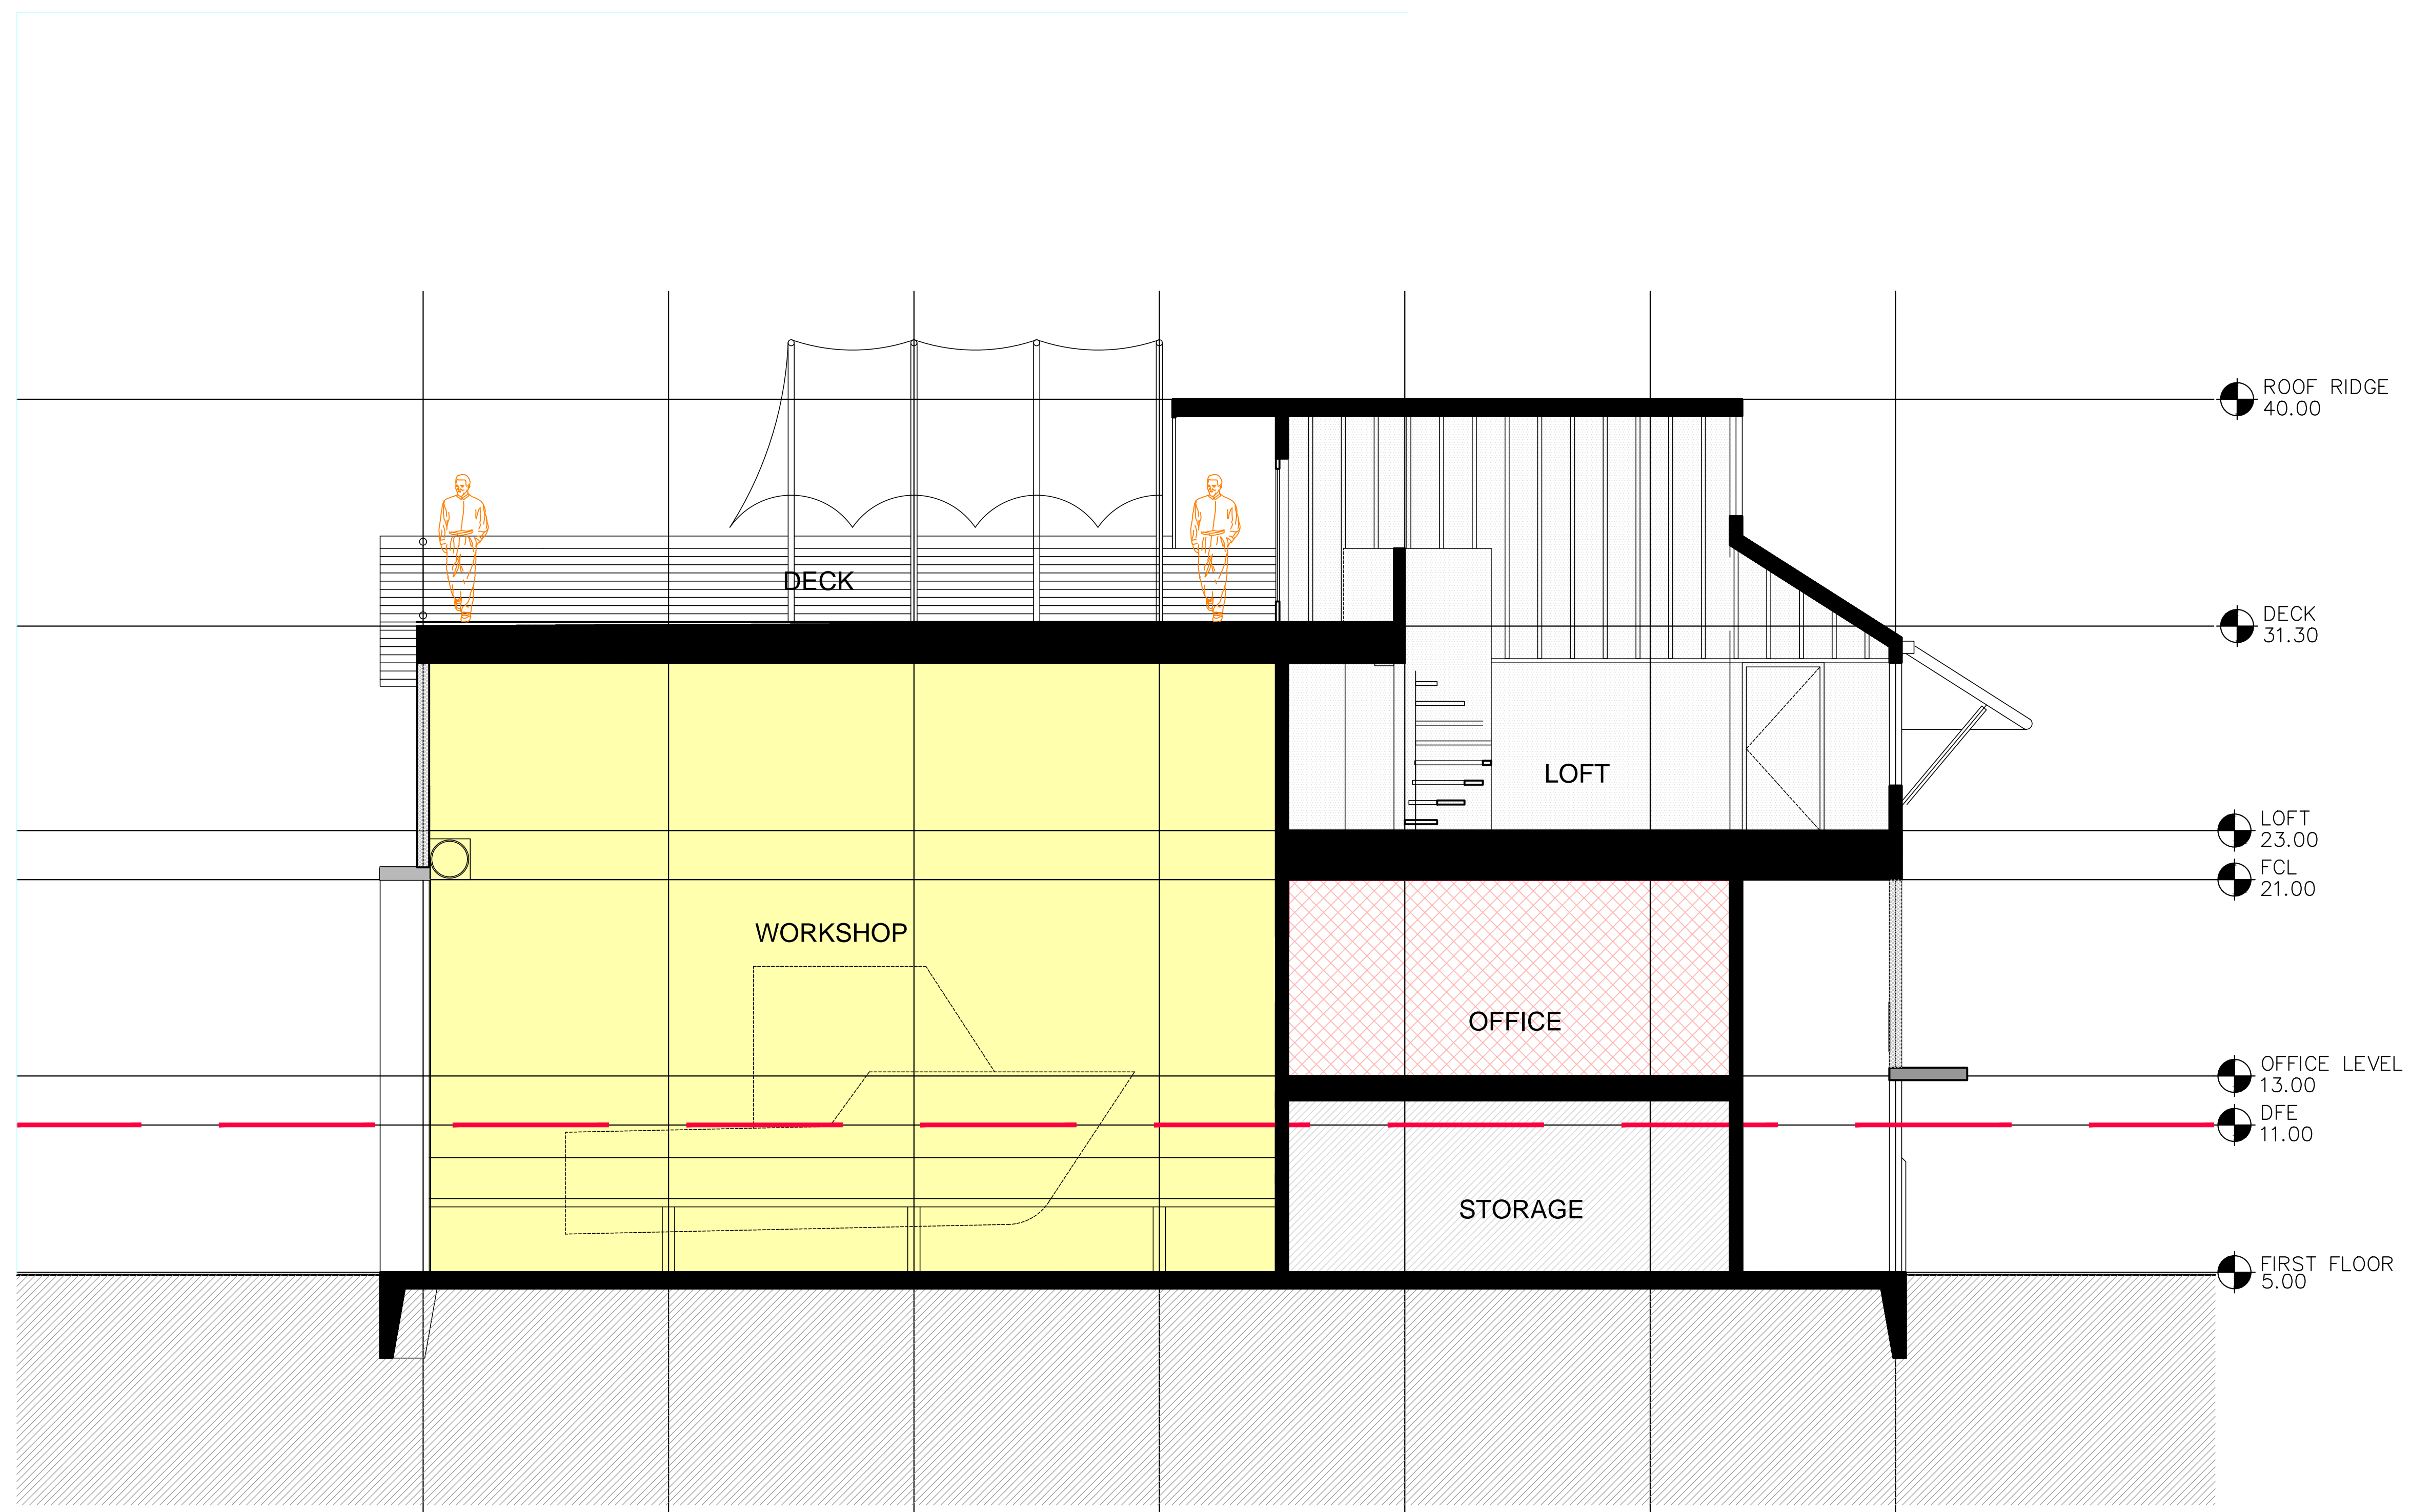 ROOF RIDGE
40.00
DECK
DECK
31.30
LOFT
LOFT
23.00
FCL
21.00
WORKSHOP
OFFICE
OFFICE LEVEL
13.00
DFE
11.00
STORAGE
FIRST FLOOR
5.00